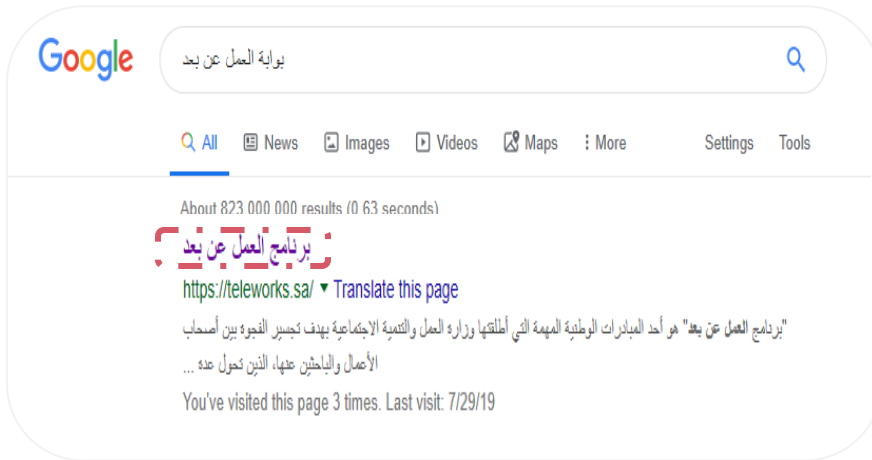 Google
بوابة العمل عن بعد
All News Images Videos Maps More Settings Tools
About 823 000 000 results (0.63 seconds)
برنامج العمل عن بعد
https://teleworks.sa/ ▼ Translate this page
"برنامج العمل عن بعد" هو أحد المبادرات الوطنية المهمة التي أطلقتها وزارة العمل والتنمية الاجتماعية بهدف تجسير الفجوة بين أصحاب
الأعمال والباحثين عنها، الذين تحول عدة ...
You've visited this page 3 times. Last visit: 7/29/19